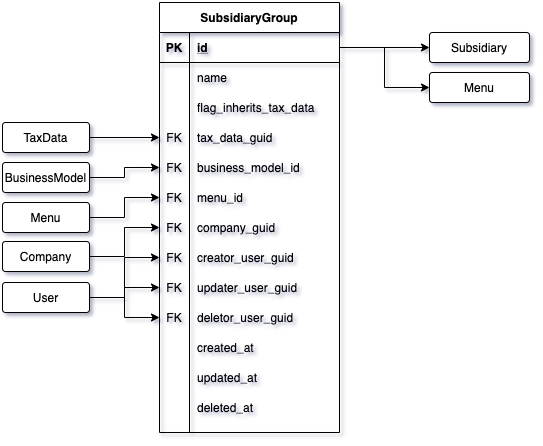 SubsidiaryGroup
PK id
name
flag_inherits_tax_data
FK tax_data_guid
FK business_model_id
FK menu_id
FK company_guid
FK creator_user_guid
FK updater_user_guid
FK deletor_user_guid
created_at
updated_at
deleted_at
TaxData
BusinessModel
Menu
Company
User
Subsidiary
Menu